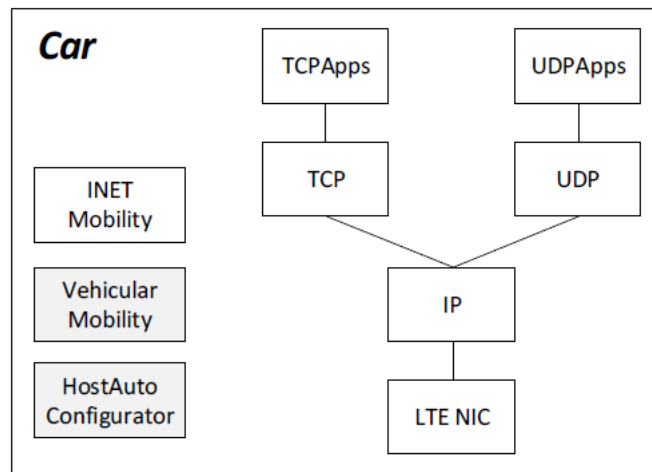 Car
TCPApps
UDPApps
TCP
UDP
INET
Mobility
Vehicular
Mobility
IP
HostAuto
Configurator
LTE NIC